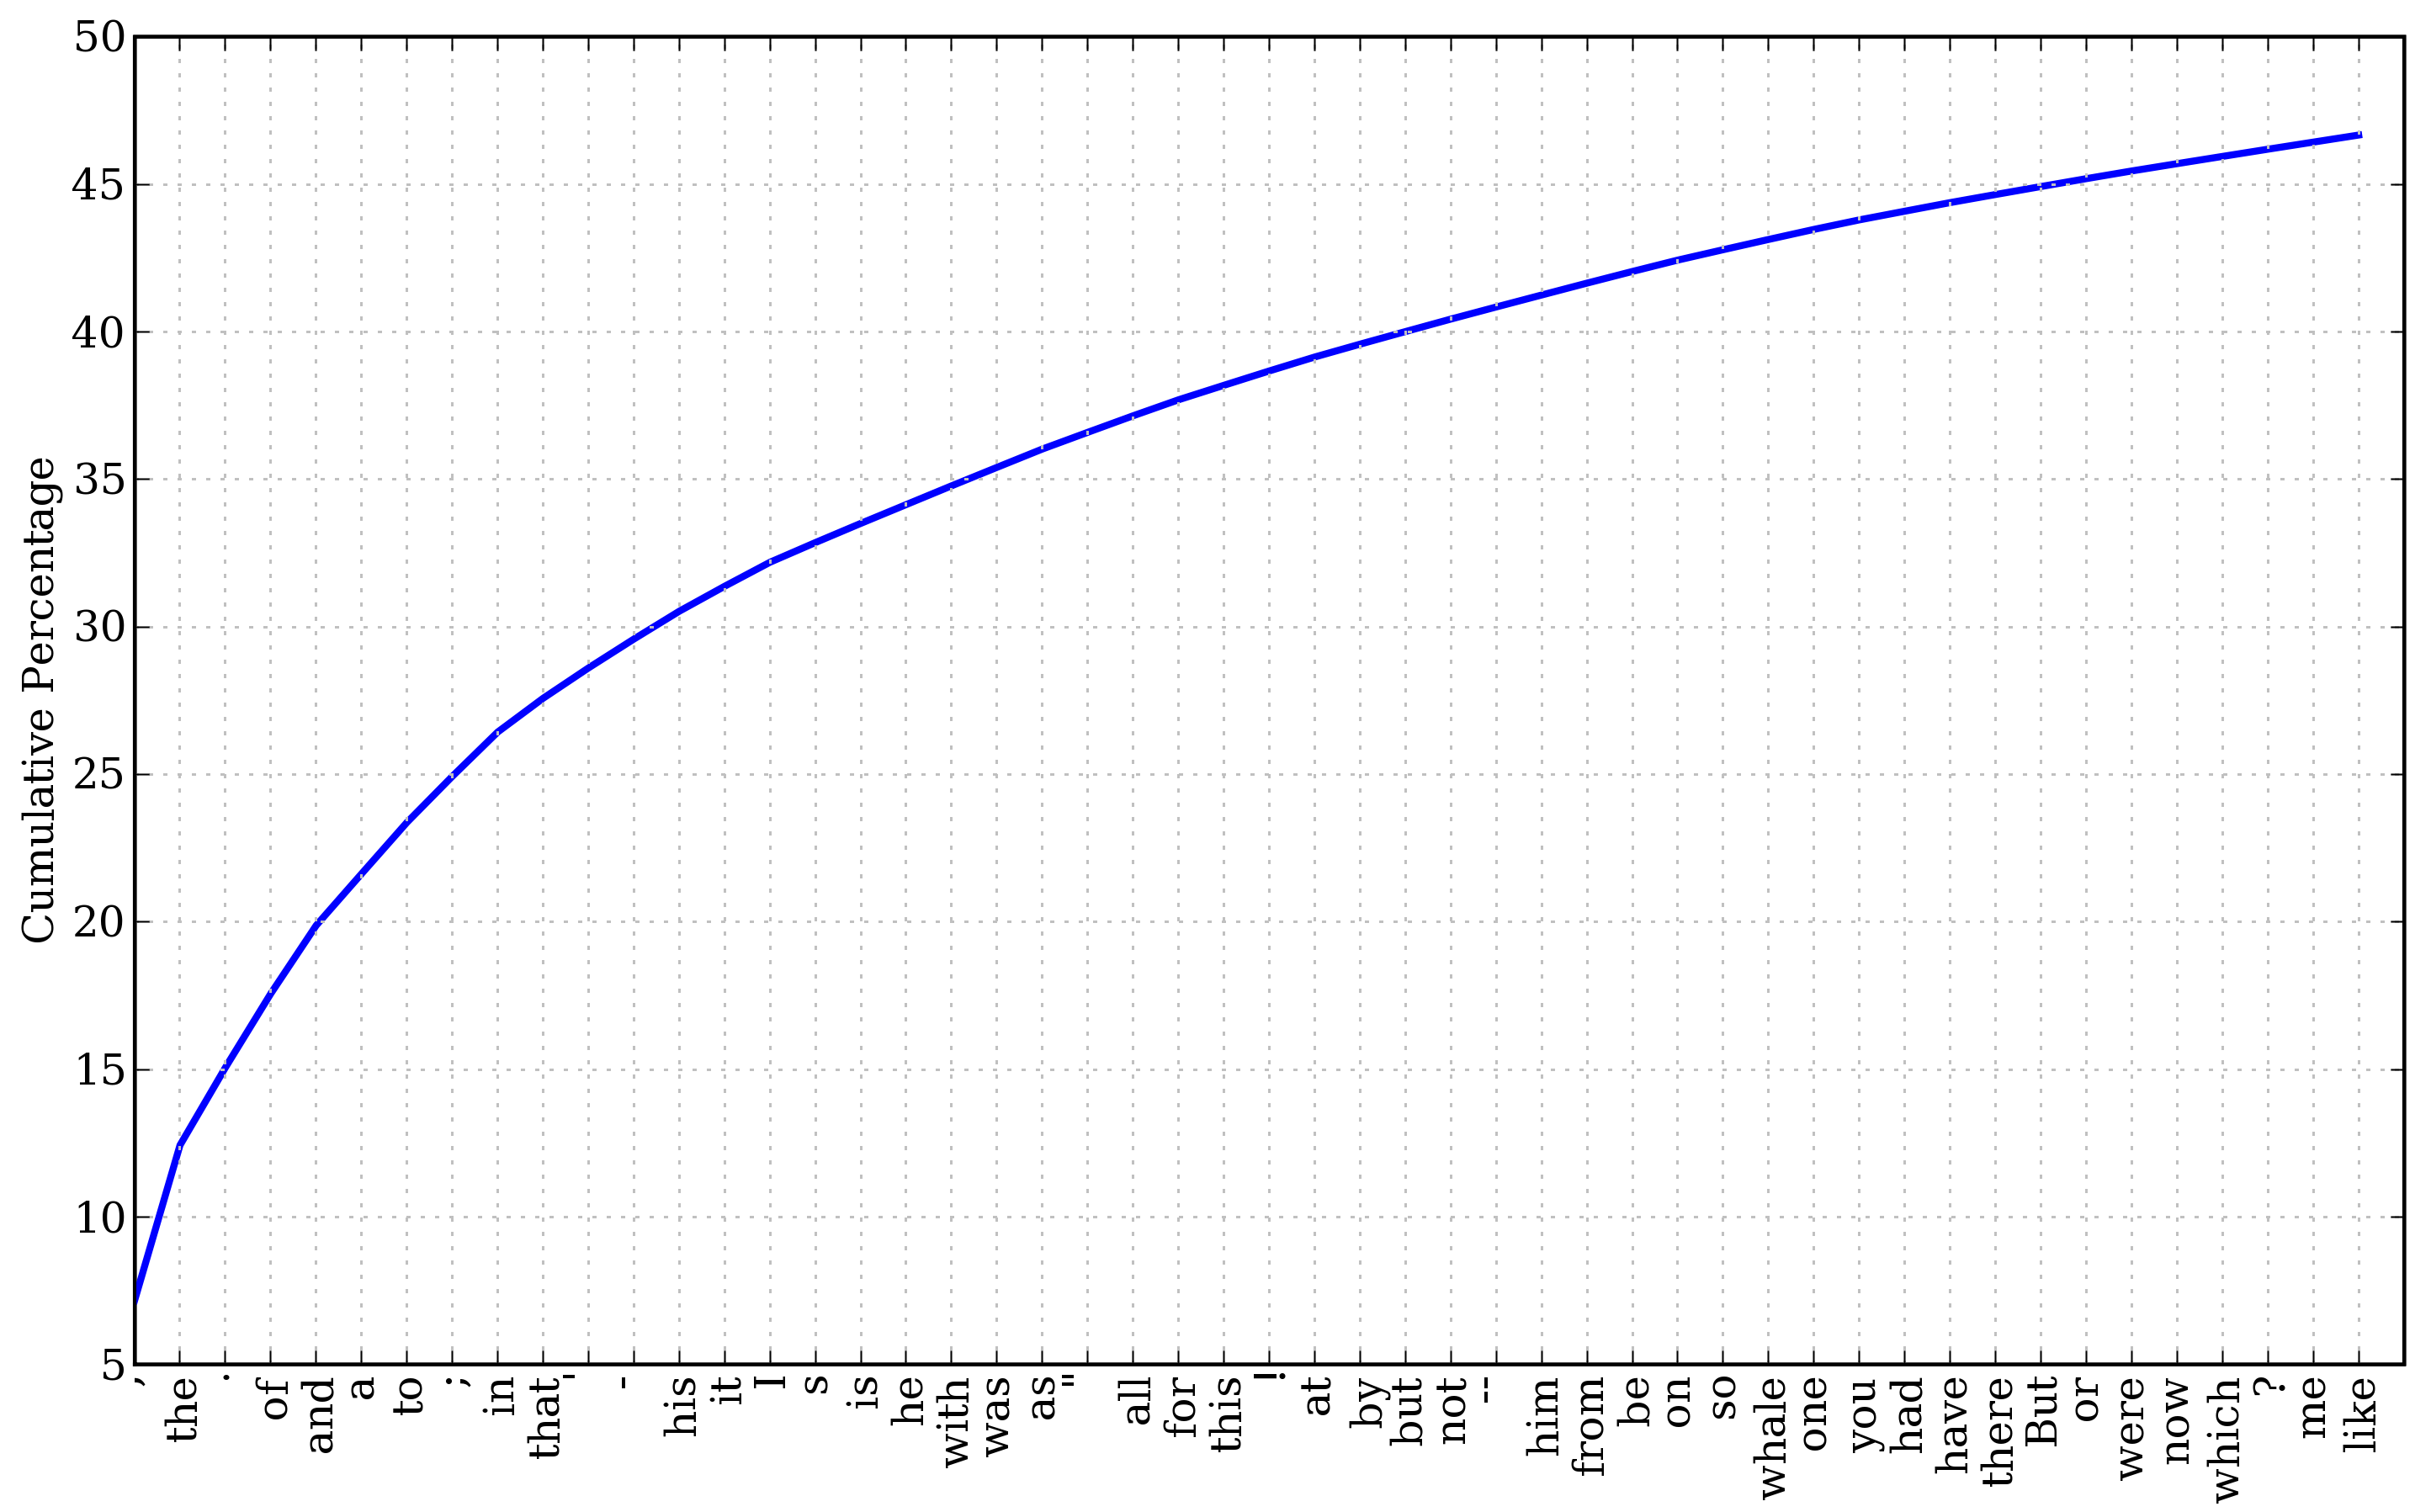 Cumulative Percentage
50
45
40
35
30
25
20
15
10
5
,
the
.
of
and
a
to
;
in
that
'
-
his
it
I
s
is
he
with
was
as
"
all
for
this
!
at
by
but
not
--
him
from
be
on
so
whale
one
you
had
have
there
But
or
were
now
which
?
me
like